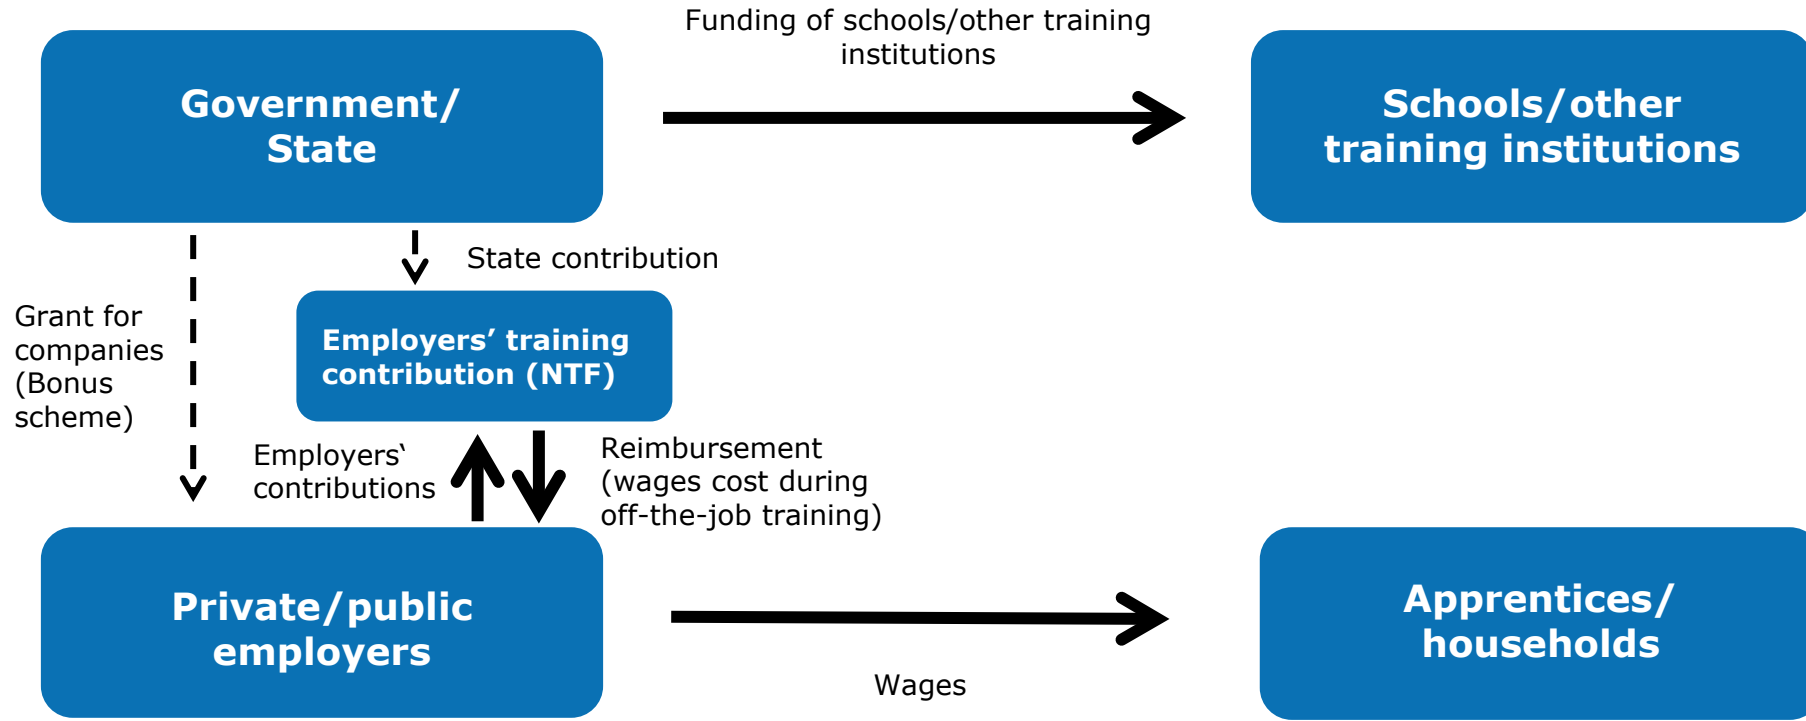 Funding of schools/other training
institutions
Government/
State
Schools/other
training institutions
State contribution
Grant for
companies
(Bonus
scheme)
Employers’ training
contribution (NTF)
Employers‘
contributions
Reimbursement
(wages cost during
off-the-job training)
Private/public
employers
Apprentices/
households
Wages